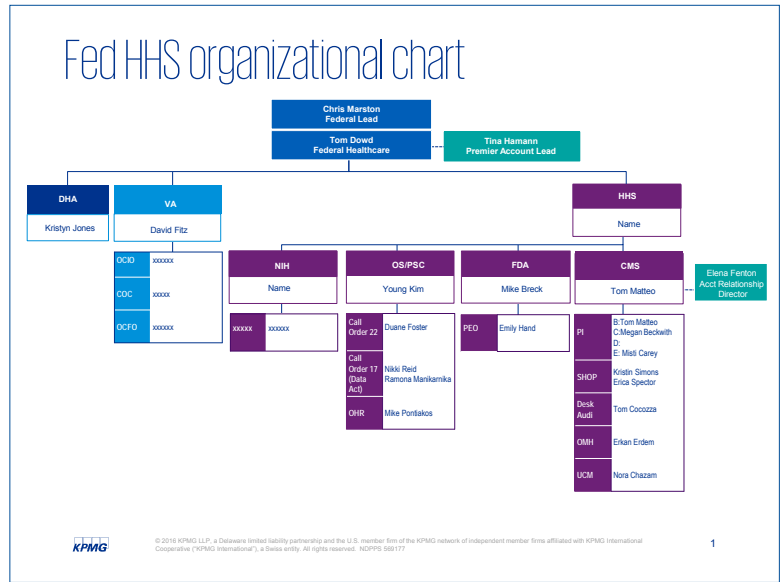 Fed HHS organizational chart
Chris Marston
Federal Lead
Tom Dowd
Federal Healthcare
Tina Hamann
Premier Account Lead
DHA
Kristyn Jones
VA
David Fitz
HHS
Name
OCIO xxxxxx
COC xxxxx
OCFO xxxxxx
NIH
Name
xxxxx xxxxxx
OS/PSC
Young Kim
Call
Order 22
Duane Foster
Call
Order 17
(Data
Act)
Nikki Reid
Ramona Manikarnika
OHR Mike Pontiakos
FDA
Mike Breck
PEO Emily Hand
CMS
Tom Matteo
Elena Fenton
Acct Relationship
Director
PI
B:Tom Matteo
C:Megan Beckwith
D:
E: Misti Carey
SHOP
Kristin Simons
Erica Spector
Desk
Audi
Tom Cocozza
OMH Erkan Erdem
UCM Nora Chazam
KPMG
© 2016 KPMG LLP, a Delaware limited liability partnership and the U.S. member firm of the KPMG network of independent member firms affiliated with KPMG International
Cooperative ("KPMG International"), a Swiss entity. All rights reserved. NDPPS 569177
1